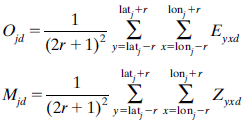 O_{jd} = \frac{1}{(2r + 1)^2} \sum_{y=lat_j-r}^{lat_j+r} \sum_{x=lon_j-r}^{lon_j+r} E_{yxd}
M_{jd} = \frac{1}{(2r + 1)^2} \sum_{y=lat_j-r}^{lat_j+r} \sum_{x=lon_j-r}^{lon_j+r} Z_{yxd}